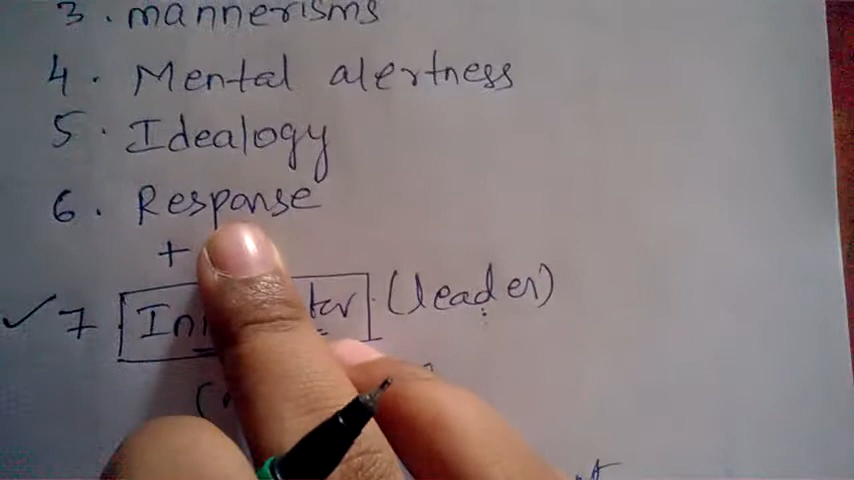 3. mannerisms
4. Mental alertness
5. Idealogy
6. Response
+
7. (leader)